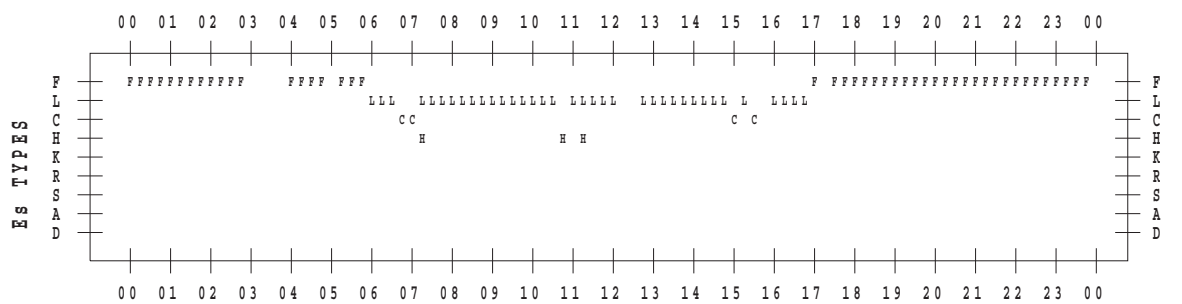 00 01 02 03 04 05 06 07 08 09 10 11 12 13 14 15 16 17 18 19 20 21 22 23 00
Es TYPES
F FFFFFFFFFFFF FFFF FFF F FFFFFFFFFFFFFFFFFFFFFFFFFF F
L LLL LLLLLLLLLLLLLL LLLLL LLLLLLLLL L LLLL L
C CC C C C
H H H H H
K K
R R
S S
A A
D D
00 01 02 03 04 05 06 07 08 09 10 11 12 13 14 15 16 17 18 19 20 21 22 23 00